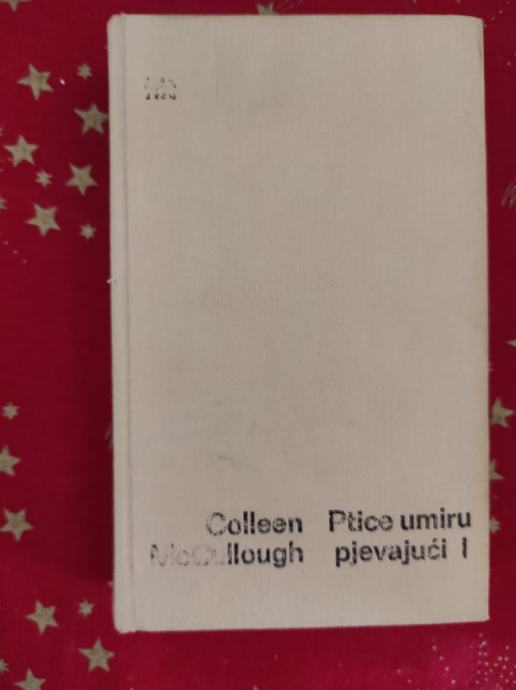 Colleen Ptice umiru
McCullough pjevajući I